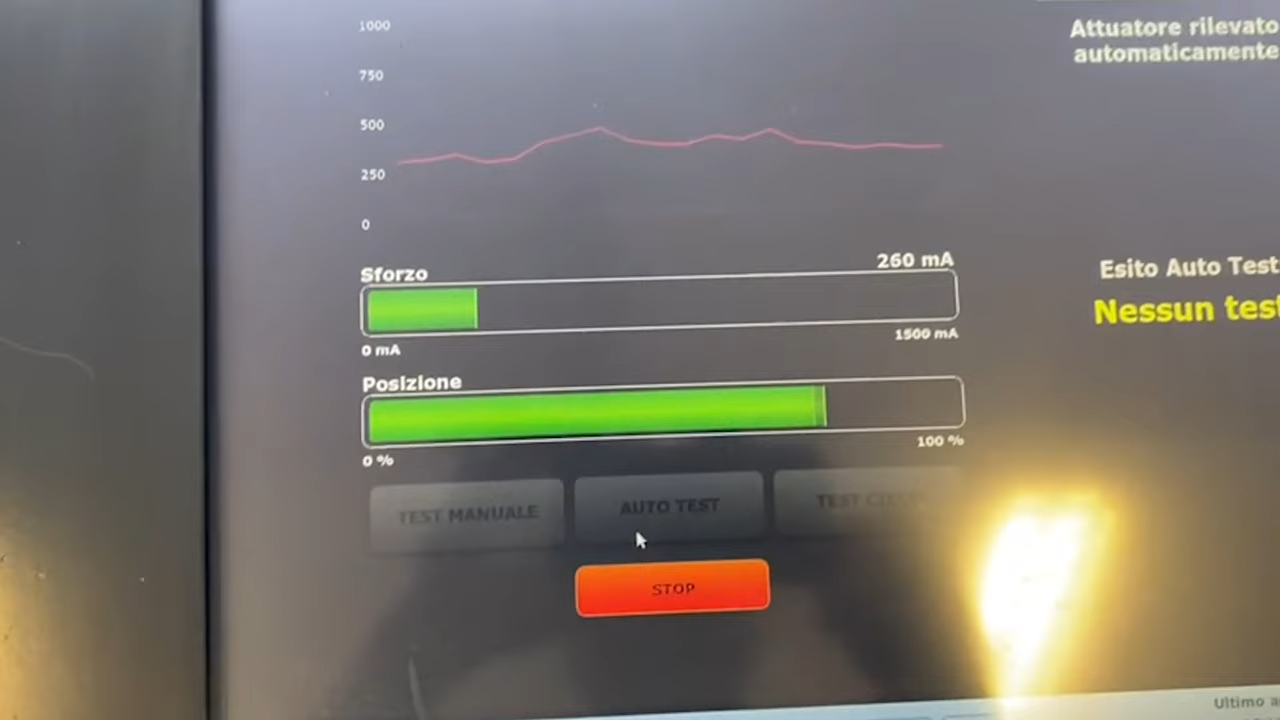 1000
Attuatore rilevato
automaticamente
750
500
250
0
Sforzo
260 mA
Esito Auto Test
Nessun test
0 mA
1500 mA
Posizione
0 %
100 %
TEST MANUALE
AUTO TEST
TEST
STOP
Ultimo a